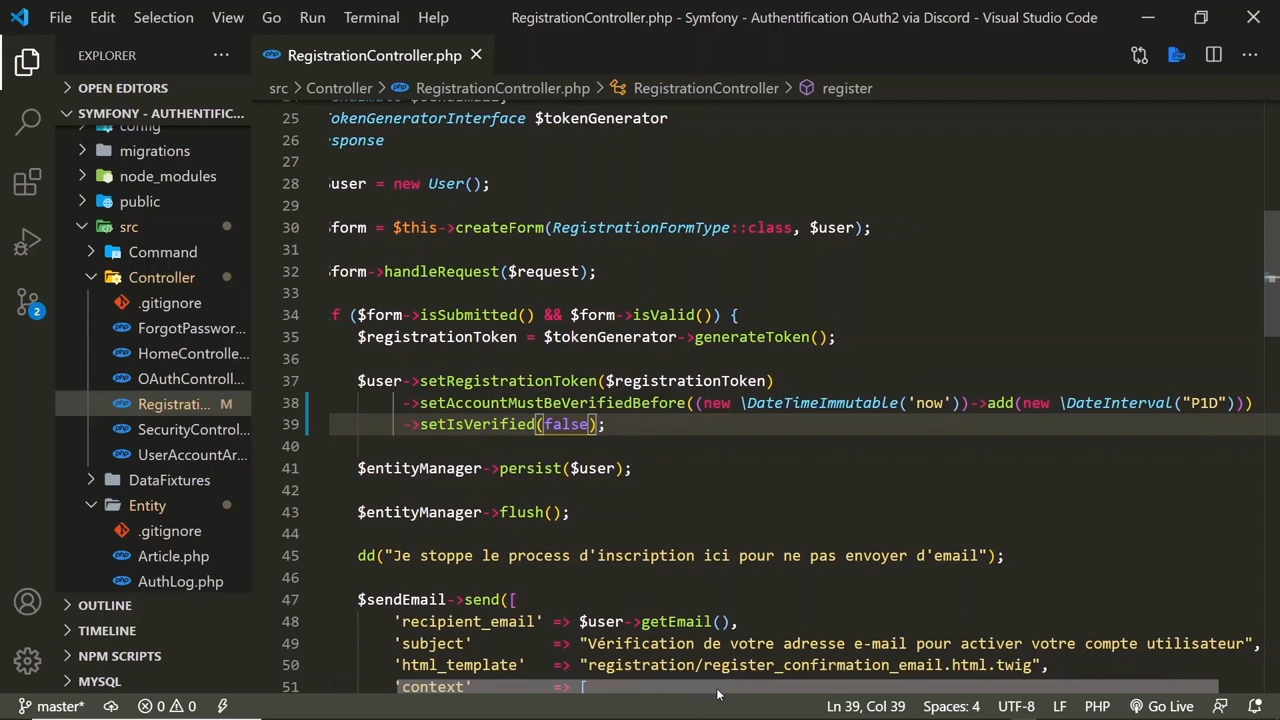 File Edit Selection View Go Run Terminal Help RegistrationController.php - Symfony - Authentification OAuth2 via Discord - Visual Studio Code
EXPLORER
OPEN EDITORS
SYMFONY - AUTHENTIFIC...
config
migrations
node_modules
public
src
Command
Controller
.gitignore
ForgotPasswor...
HomeControlle...
OAuthControll...
Registrati... M
SecurityControl...
UserAccountAr...
DataFixtures
Entity
.gitignore
Article.php
AuthLog.php
OUTLINE
TIMELINE
NPM SCRIPTS
MYSQL
2
RegistrationController.php
src > Controller > RegistrationController.php > RegistrationController > register
25 okenGeneratorInterface $tokenGenerator
26 sponse
27
28 user = new User();
29
30 form = $this->createForm(RegistrationFormType::class, $user);
31
32 form->handleRequest($request);
33
34 f ($form->isSubmitted() && $form->isValid()) {
35 $registrationToken = $tokenGenerator->generateToken();
36
37 $user->setRegistrationToken($registrationToken)
38 ->setAccountMustBeVerifiedBefore((new \DateTimeImmutable('now'))->add(new \DateInterval("P1D")))
39 ->setIsVerified(false);
40
41 $entityManager->persist($user);
42
43 $entityManager->flush();
44
45 dd("Je stoppe le process d'inscription ici pour ne pas envoyer d'email");
46
47 $sendEmail->send([
48 'recipient_email' => $user->getEmail(),
49 'subject' => "Vérification de votre adresse e-mail pour activer votre compte utilisateur",
50 'html_template' => "registration/register_confirmation_email.html.twig",
51 'context' => [
master* 0 0 Ln 39, Col 39 Spaces: 4 UTF-8 LF PHP Go Live